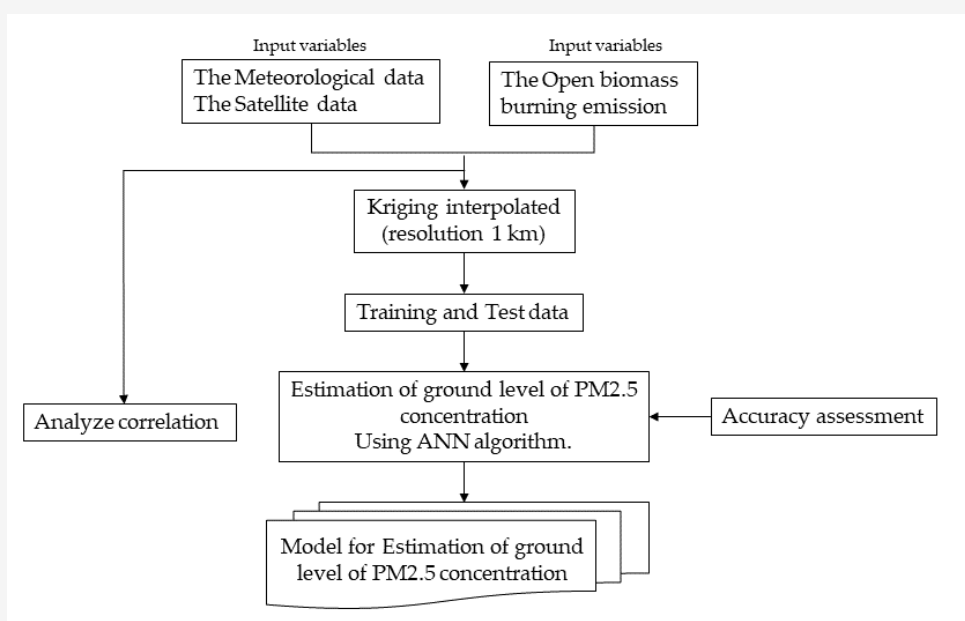 Input variables
Input variables
The Meteorological data
The Satellite data
The Open biomass
burning emission
Kriging interpolated
(resolution 1 km)
Training and Test data
Estimation of ground level of PM2.5
concentration
Using ANN algorithm.
Analyze correlation
Accuracy assessment
Model for Estimation of ground
level of PM2.5 concentration